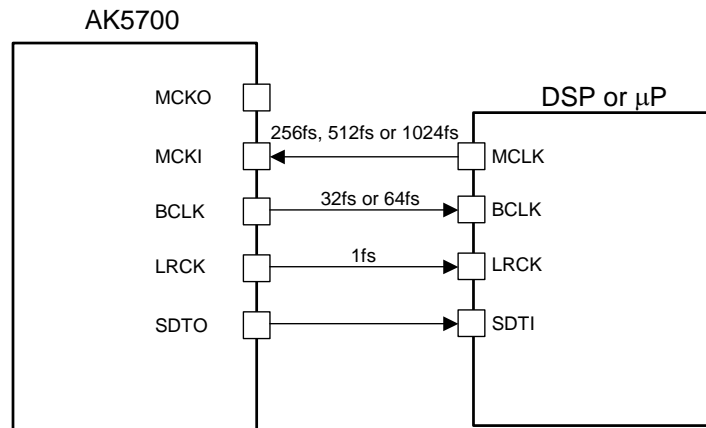 AK5700
DSP or μP
MCKO
256fs, 512fs or 1024fs
MCKI
MCLK
32fs or 64fs
BCLK
BCLK
1fs
LRCK
LRCK
SDTO
SDTI